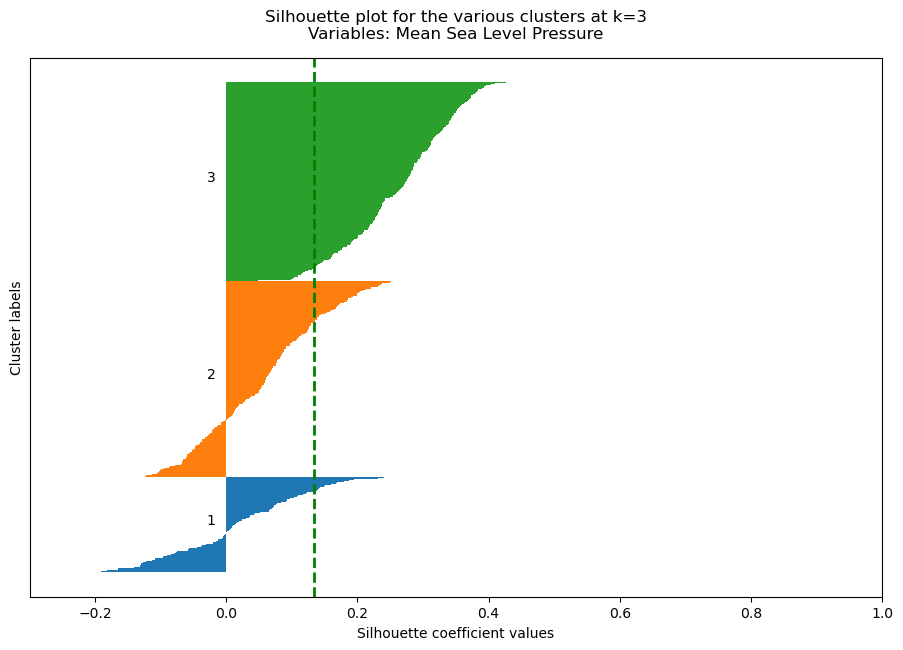 Silhouette plot for the various clusters at k=3
Variables: Mean Sea Level Pressure
Cluster labels
3
2
1
−0.2 0.0 0.2 0.4 0.6 0.8 1.0
Silhouette coefficient values